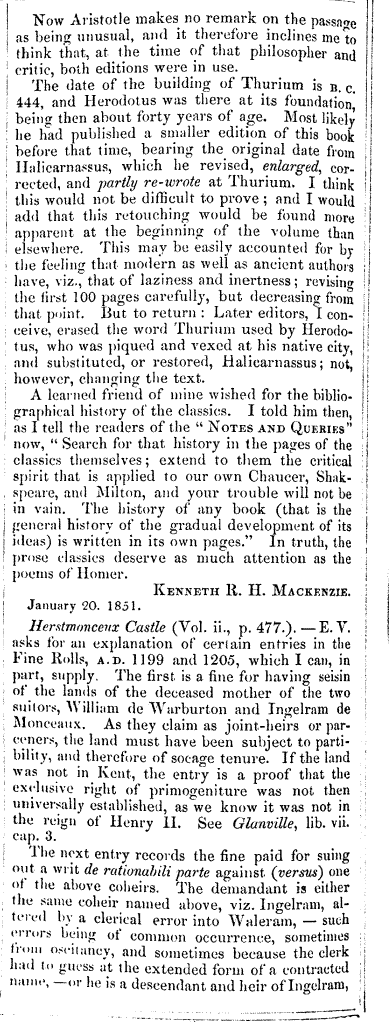 Now Aristotle makes no remark on the passage
as being unusual, and it therefore inclines me to
think that, at the time of that philosopher and
critic, both editions were in use.
The date of the building of Thurium is B. C.
444, and Herodotus was there at its foundation,
being then about forty years of age. Most likely
he had published a smaller edition of this book
before that time, bearing the original date from
Halicarnassus, which he revised, enlarged, cor-
rected, and partly re-wrote at Thurium. I think
this would not be difficult to prove; and I would
add that this retouching would be found more
apparent at the beginning of the volume than
elsewhere. This may be easily accounted for by
the feeling that modern as well as ancient authors
have, viz., that of laziness and inertness; revising
the first 100 pages carefully, but decreasing from
that point. But to return: Later editors, I con-
ceive, erased the word Thurium used by Herodo-
tus, who was piqued and vexed at his native city,
and substituted, or restored, Halicarnassus; not,
however, changing the text.
A learned friend of mine wished for the biblio-
graphical history of the classics. I told him then,
as I tell the readers of the "NOTES AND QUERIES"
now, "Search for that history in the pages of the
classics themselves; extend to them the critical
spirit that is applied to our own Chaucer, Shak-
speare, and Milton, and your trouble will not be
in vain. The history of any book (that is the
general history of the gradual development of its
ideas) is written in its own pages." In truth, the
prose classics deserve as much attention as the
poems of Homer.
KENNETH R. H. MACKENZIE.
January 20. 1851.
Herstmonceux Castle (Vol. ii., p. 477.).—E. V.
asks for an explanation of certain entries in the
Fine Rolls, A.D. 1199 and 1205, which I can, in
part, supply. The first is a fine for having seisin
of the lands of the deceased mother of the two
suitors, William de Warburton and Ingelram de
Monceaux. As they claim as joint-heirs or par-
ceners, the land must have been subject to parti-
bility, and therefore of socage tenure. If the land
was not in Kent, the entry is a proof that the
exclusive right of primogeniture was not then
universally established, as we know it was not in
the reign of Henry II. See Glanville, lib. vii.
cap. 3.
The next entry records the fine paid for suing
out a writ de rationabili parte against (versus) one
of the above coheirs. The demandant is either
the same coheir named above, viz. Ingelram, al-
tered by a clerical error into Waleram,—such
errors being of common occurrence, sometimes
from oscitancy, and sometimes because the clerk
had to guess at the extended form of a contracted
name,—or he is a descendant and heir of Ingelram,